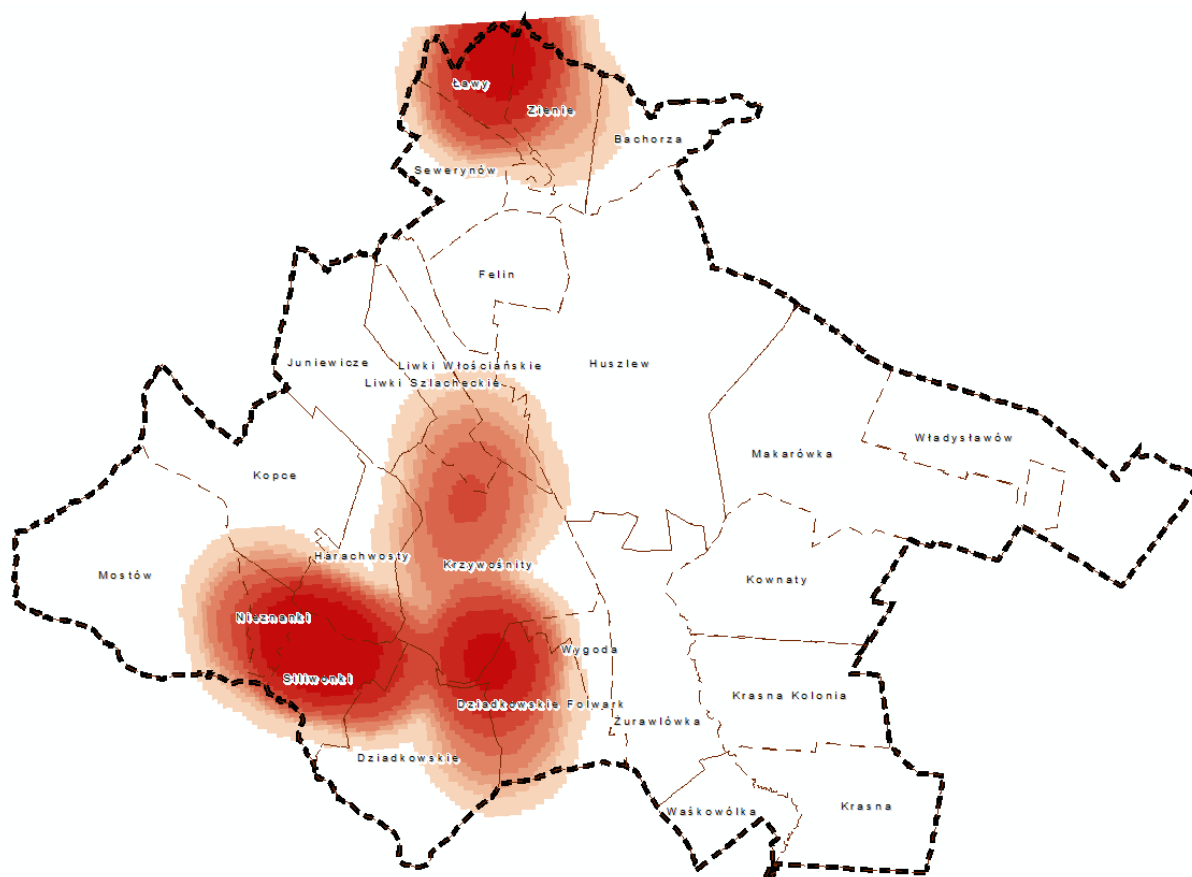 Ławy
Zienie
Bachorza
Sewerynów
Felin
Juniewicze
Liwki Włościańskie
Huszlew
Liwki Szlacheckie
Władysławów
Makarówka
Kopce
Harachwosty
Krzywośnity
Mostów
Kownaty
Nieznanki
Wygoda
Siliwonki
Krasna Kolonia
Dziadkowskie Folwark
Żurawlówka
Dziadkowskie
Waśkowólka
Krasna